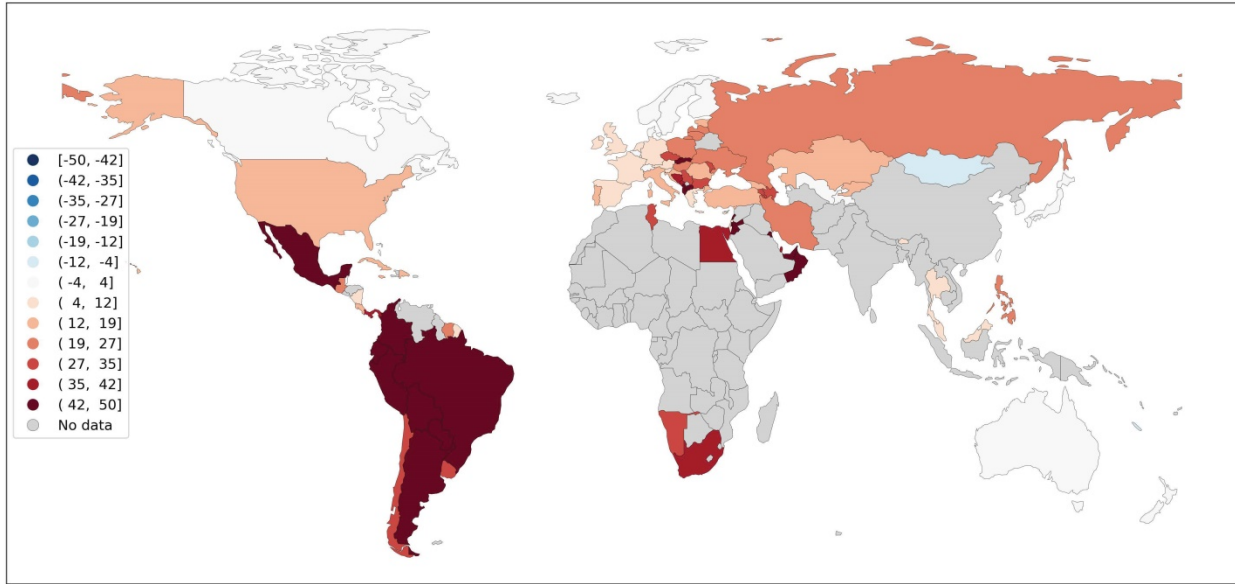 [-50, -42]
(-42, -35]
(-35, -27]
(-27, -19]
(-19, -12]
(-12, -4]
(-4, 4]
( 4, 12]
( 12, 19]
( 19, 27]
( 27, 35]
( 35, 42]
( 42, 50]
No data